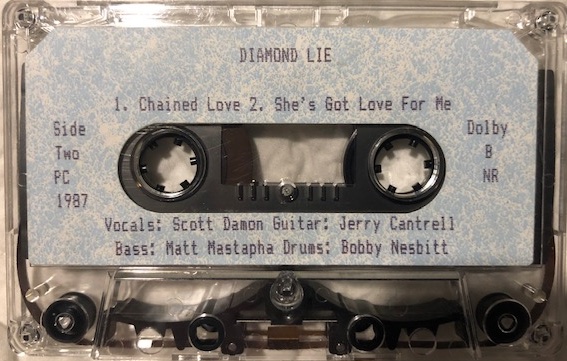 DIAMOND LIE
1. Chained Love 2. She's Got Love For Me
Side
Two
PC
1987
Dolby
B
NR
Vocals: Scott Damon Guitar: Jerry Cantrell
Bass: Matt Mastapha Drums: Bobby Nesbitt